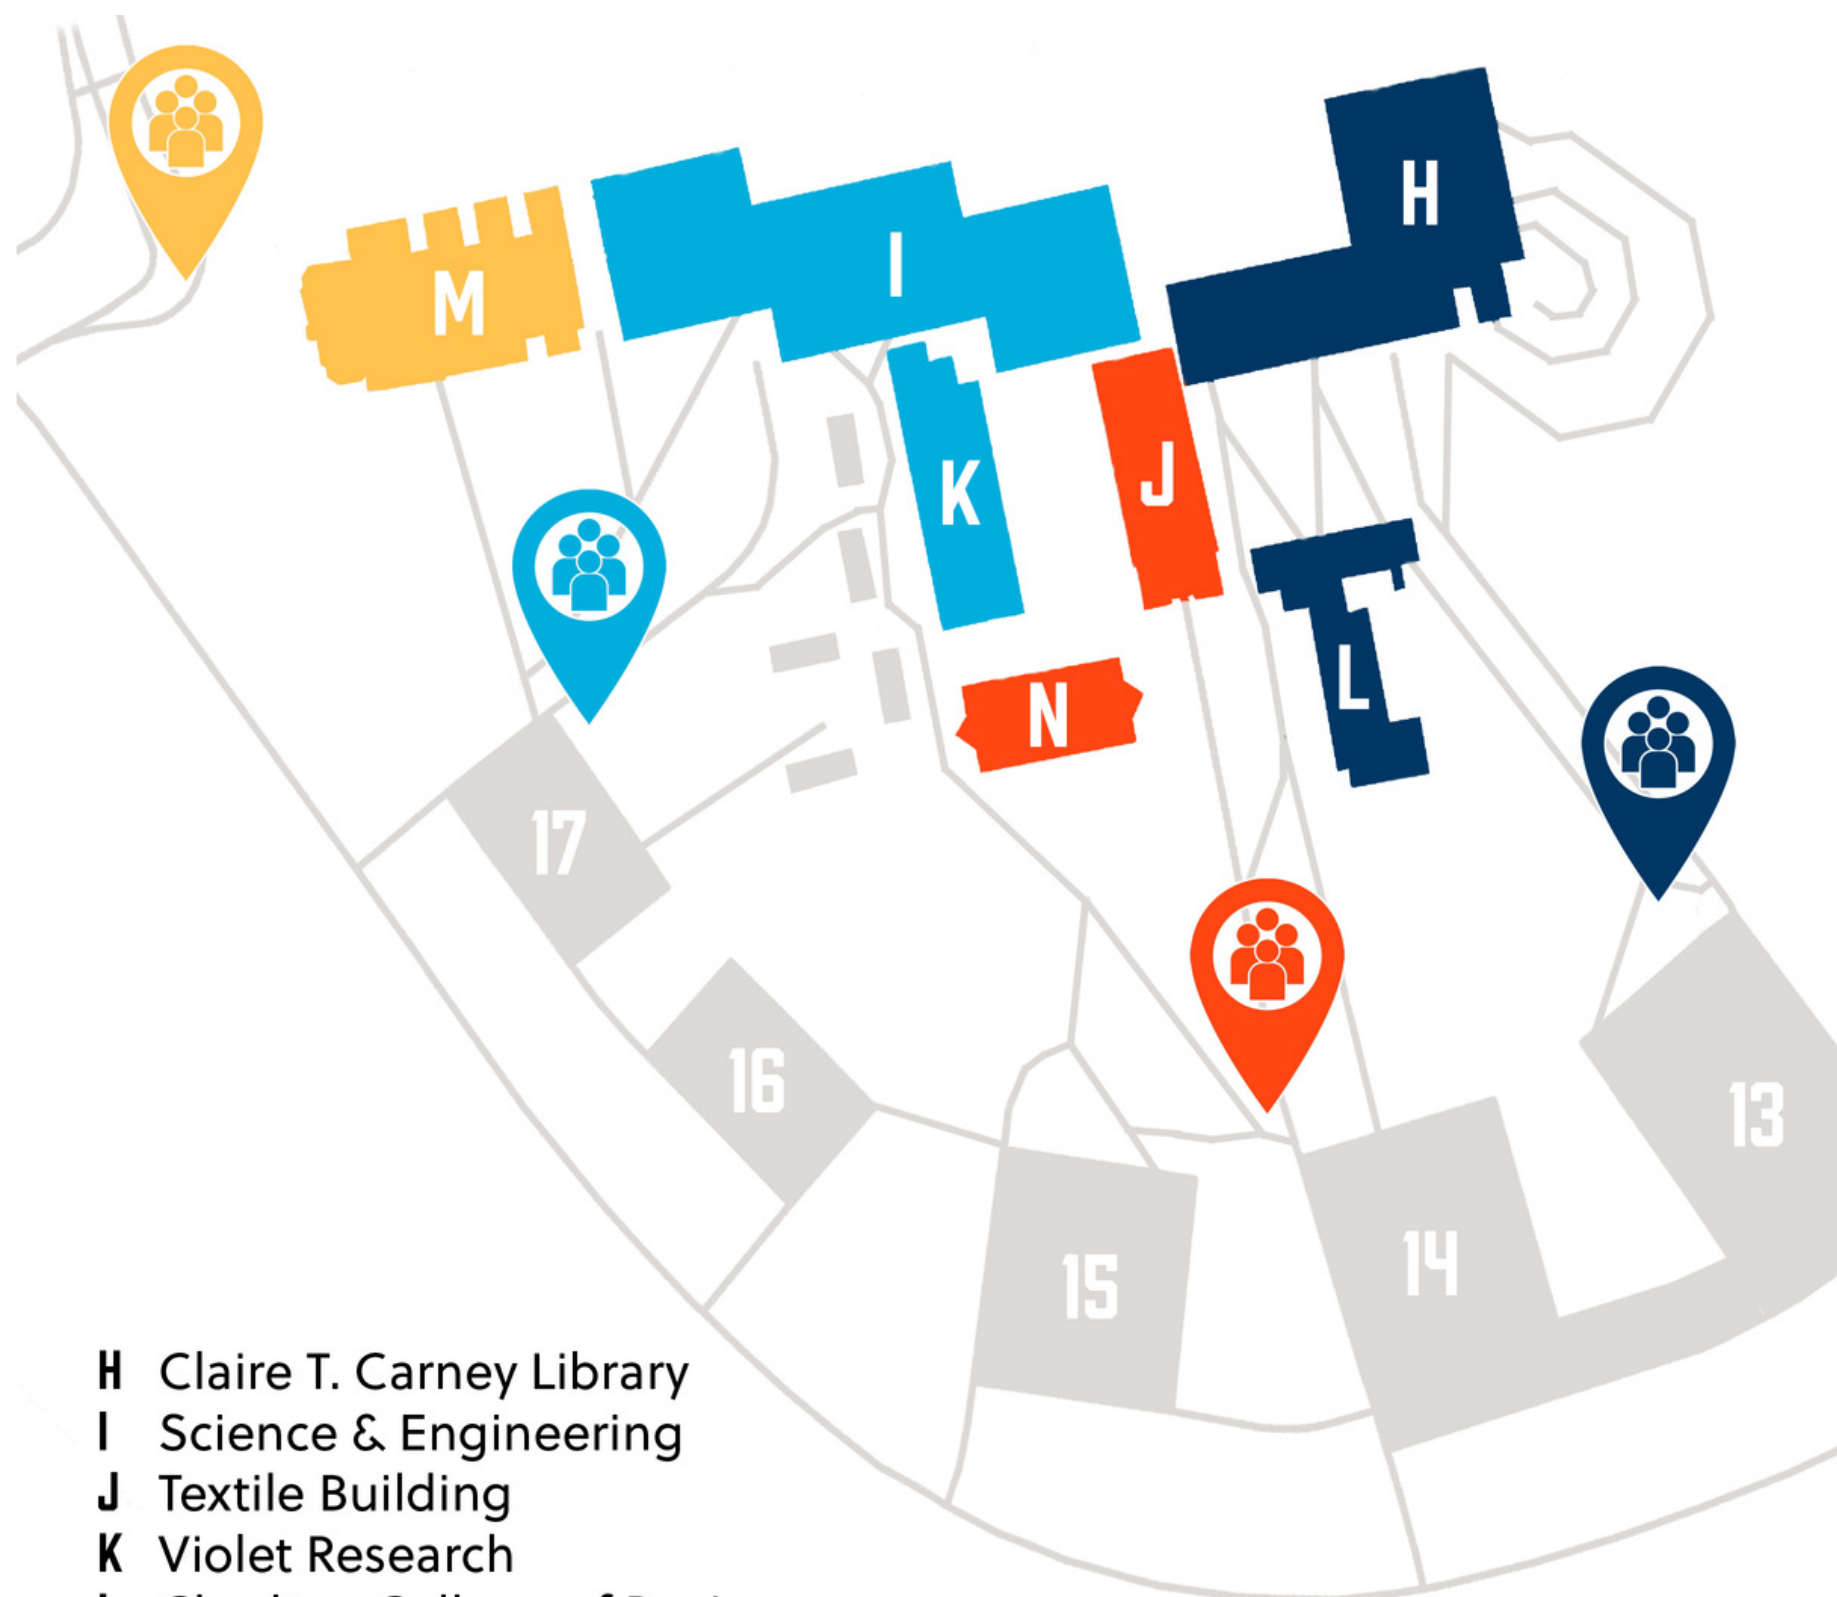 H
I
M
K
J
L
N
17
16
13
14
15
H Claire T. Carney Library
I Science & Engineering
J Textile Building
K Violet Research